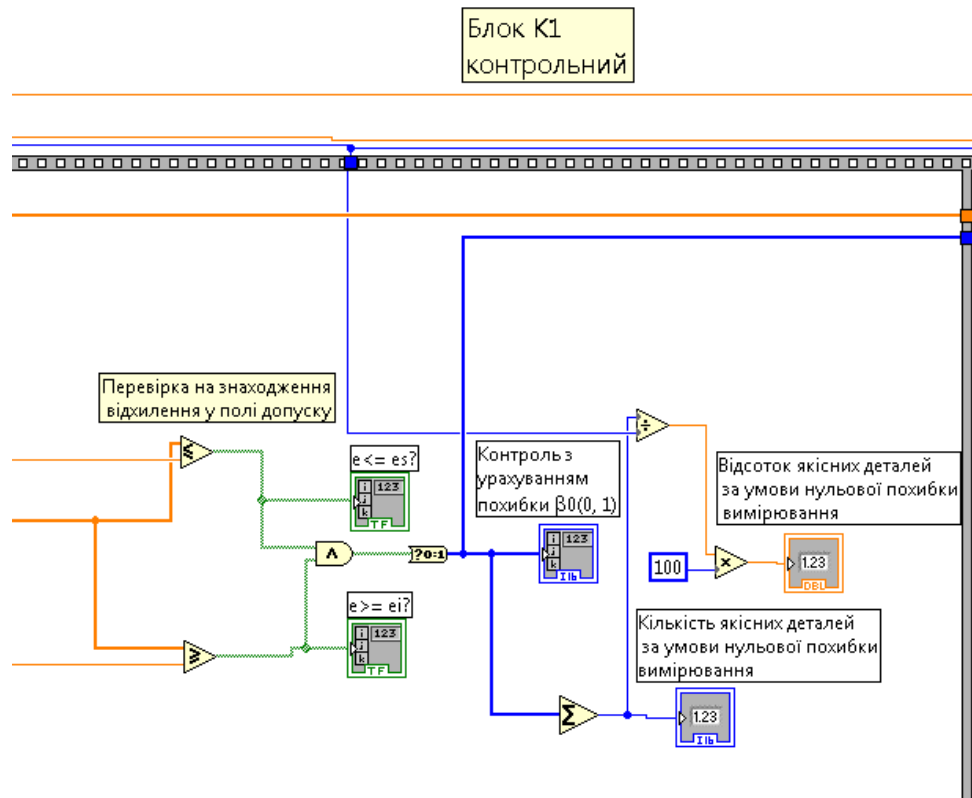 Блок К1
контрольний
Перевірка на знаходження
відхилення у полі допуску
e<= es?
i
j
k
123
TF
Контроль з
урахуванням
похибки β0(0, 1)
i
j
k
123
I16
Відсоток якісних деталей
за умови нульової похибки
вимірювання
≤
÷
∧
?0:1
100
×
1.23
DBL
e>= ei?
i
j
k
123
TF
Кількість якісних деталей
за умови нульової похибки
вимірювання
≥
Σ
1.23
I16